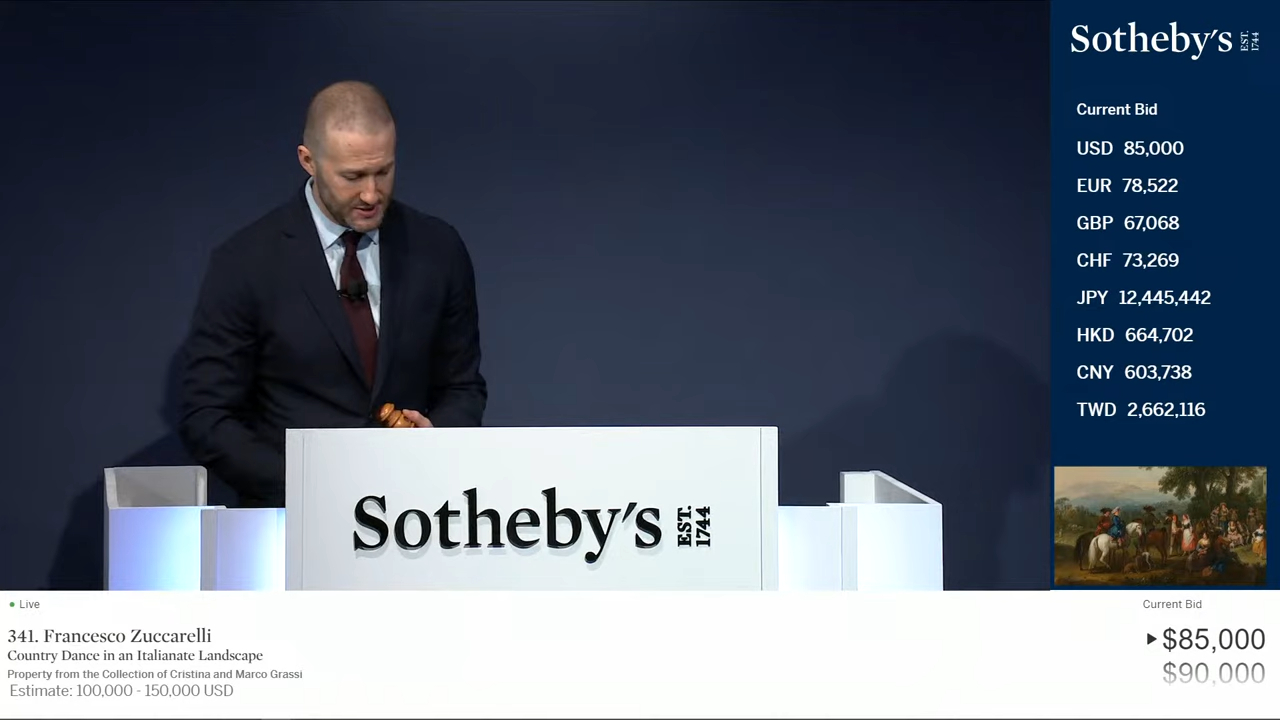 Sotheby's EST. 1744
Current Bid
USD 85,000
EUR 78,522
GBP 67,068
CHF 73,269
JPY 12,445,442
HKD 664,702
CNY 603,738
TWD 2,662,116
Sotheby's EST. 1744
Live
341. Francesco Zuccarelli
Country Dance in an Italianate Landscape
Property from the Collection of Cristina and Marco Grassi
Estimate: 100,000 - 150,000 USD
Current Bid
$85,000
$90,000